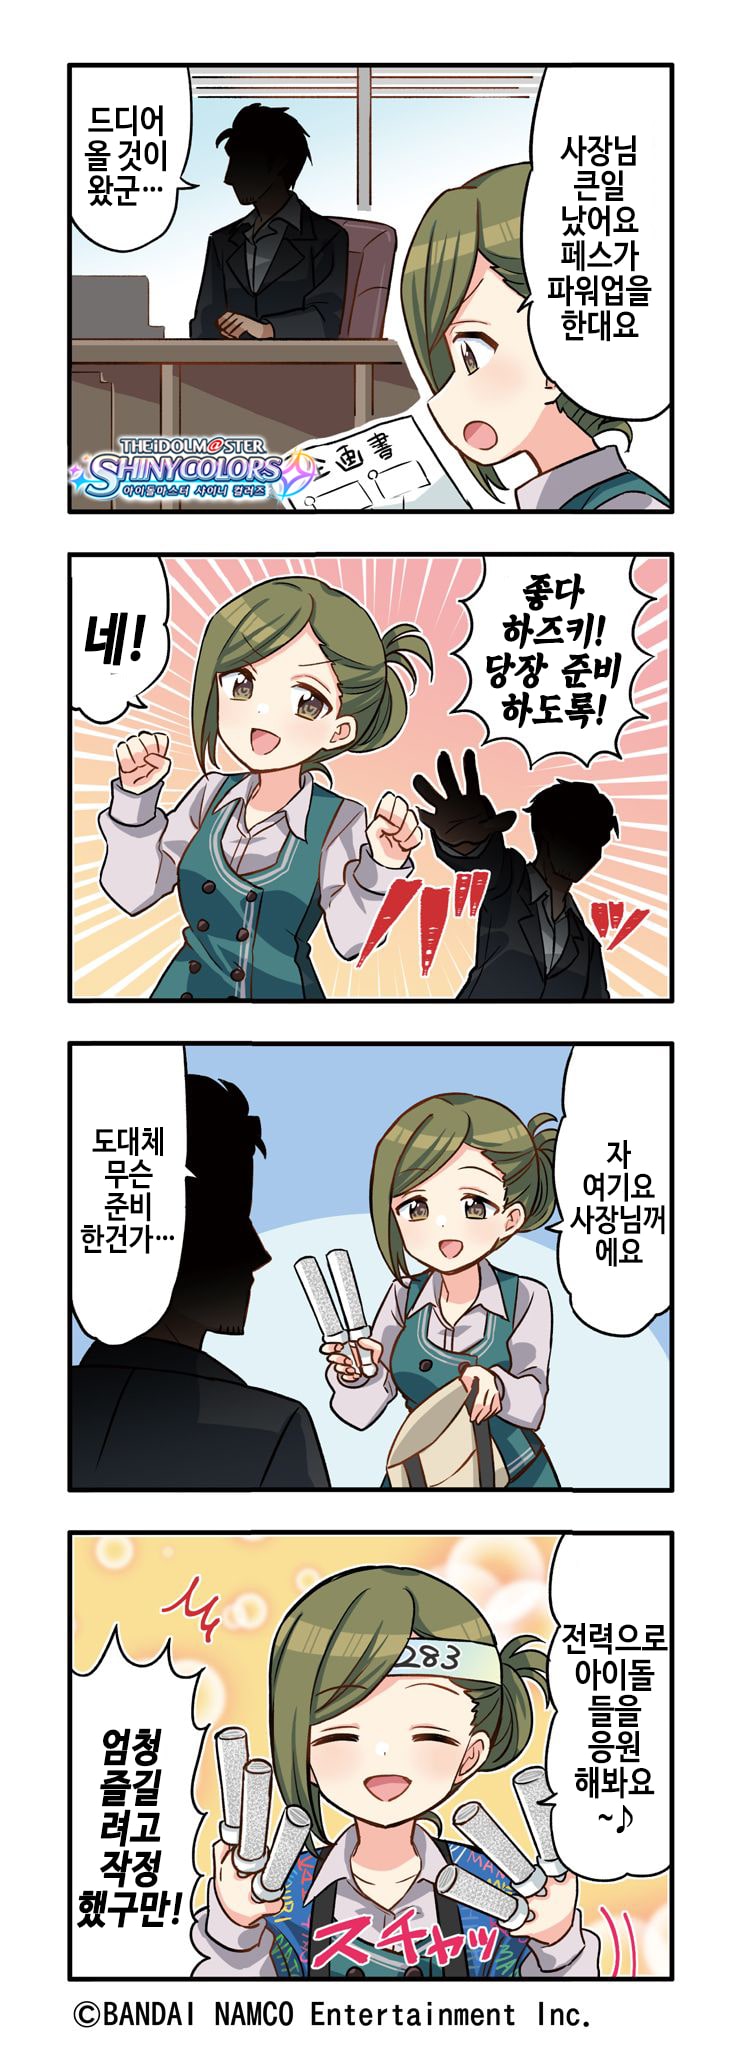 사장님
큰일
났어요
페스가
파워업을
한대요
드디어
올 것이
왔군…
企画書
THE iDOLM@STER
SHINY COLORS
아이돌마스터 샤이니 컬러즈
좋다
하즈키!
당장 준비
하도록!
네!
バッ
자
여기요
사장님꺼
에요
도대체
무슨
준비
한건가…
전력으로
아이돌
들을
응원
해봐요
~♪
283
엄청
즐길
려고
작정
했구만!
スチャッ
©BANDAI NAMCO Entertainment Inc.